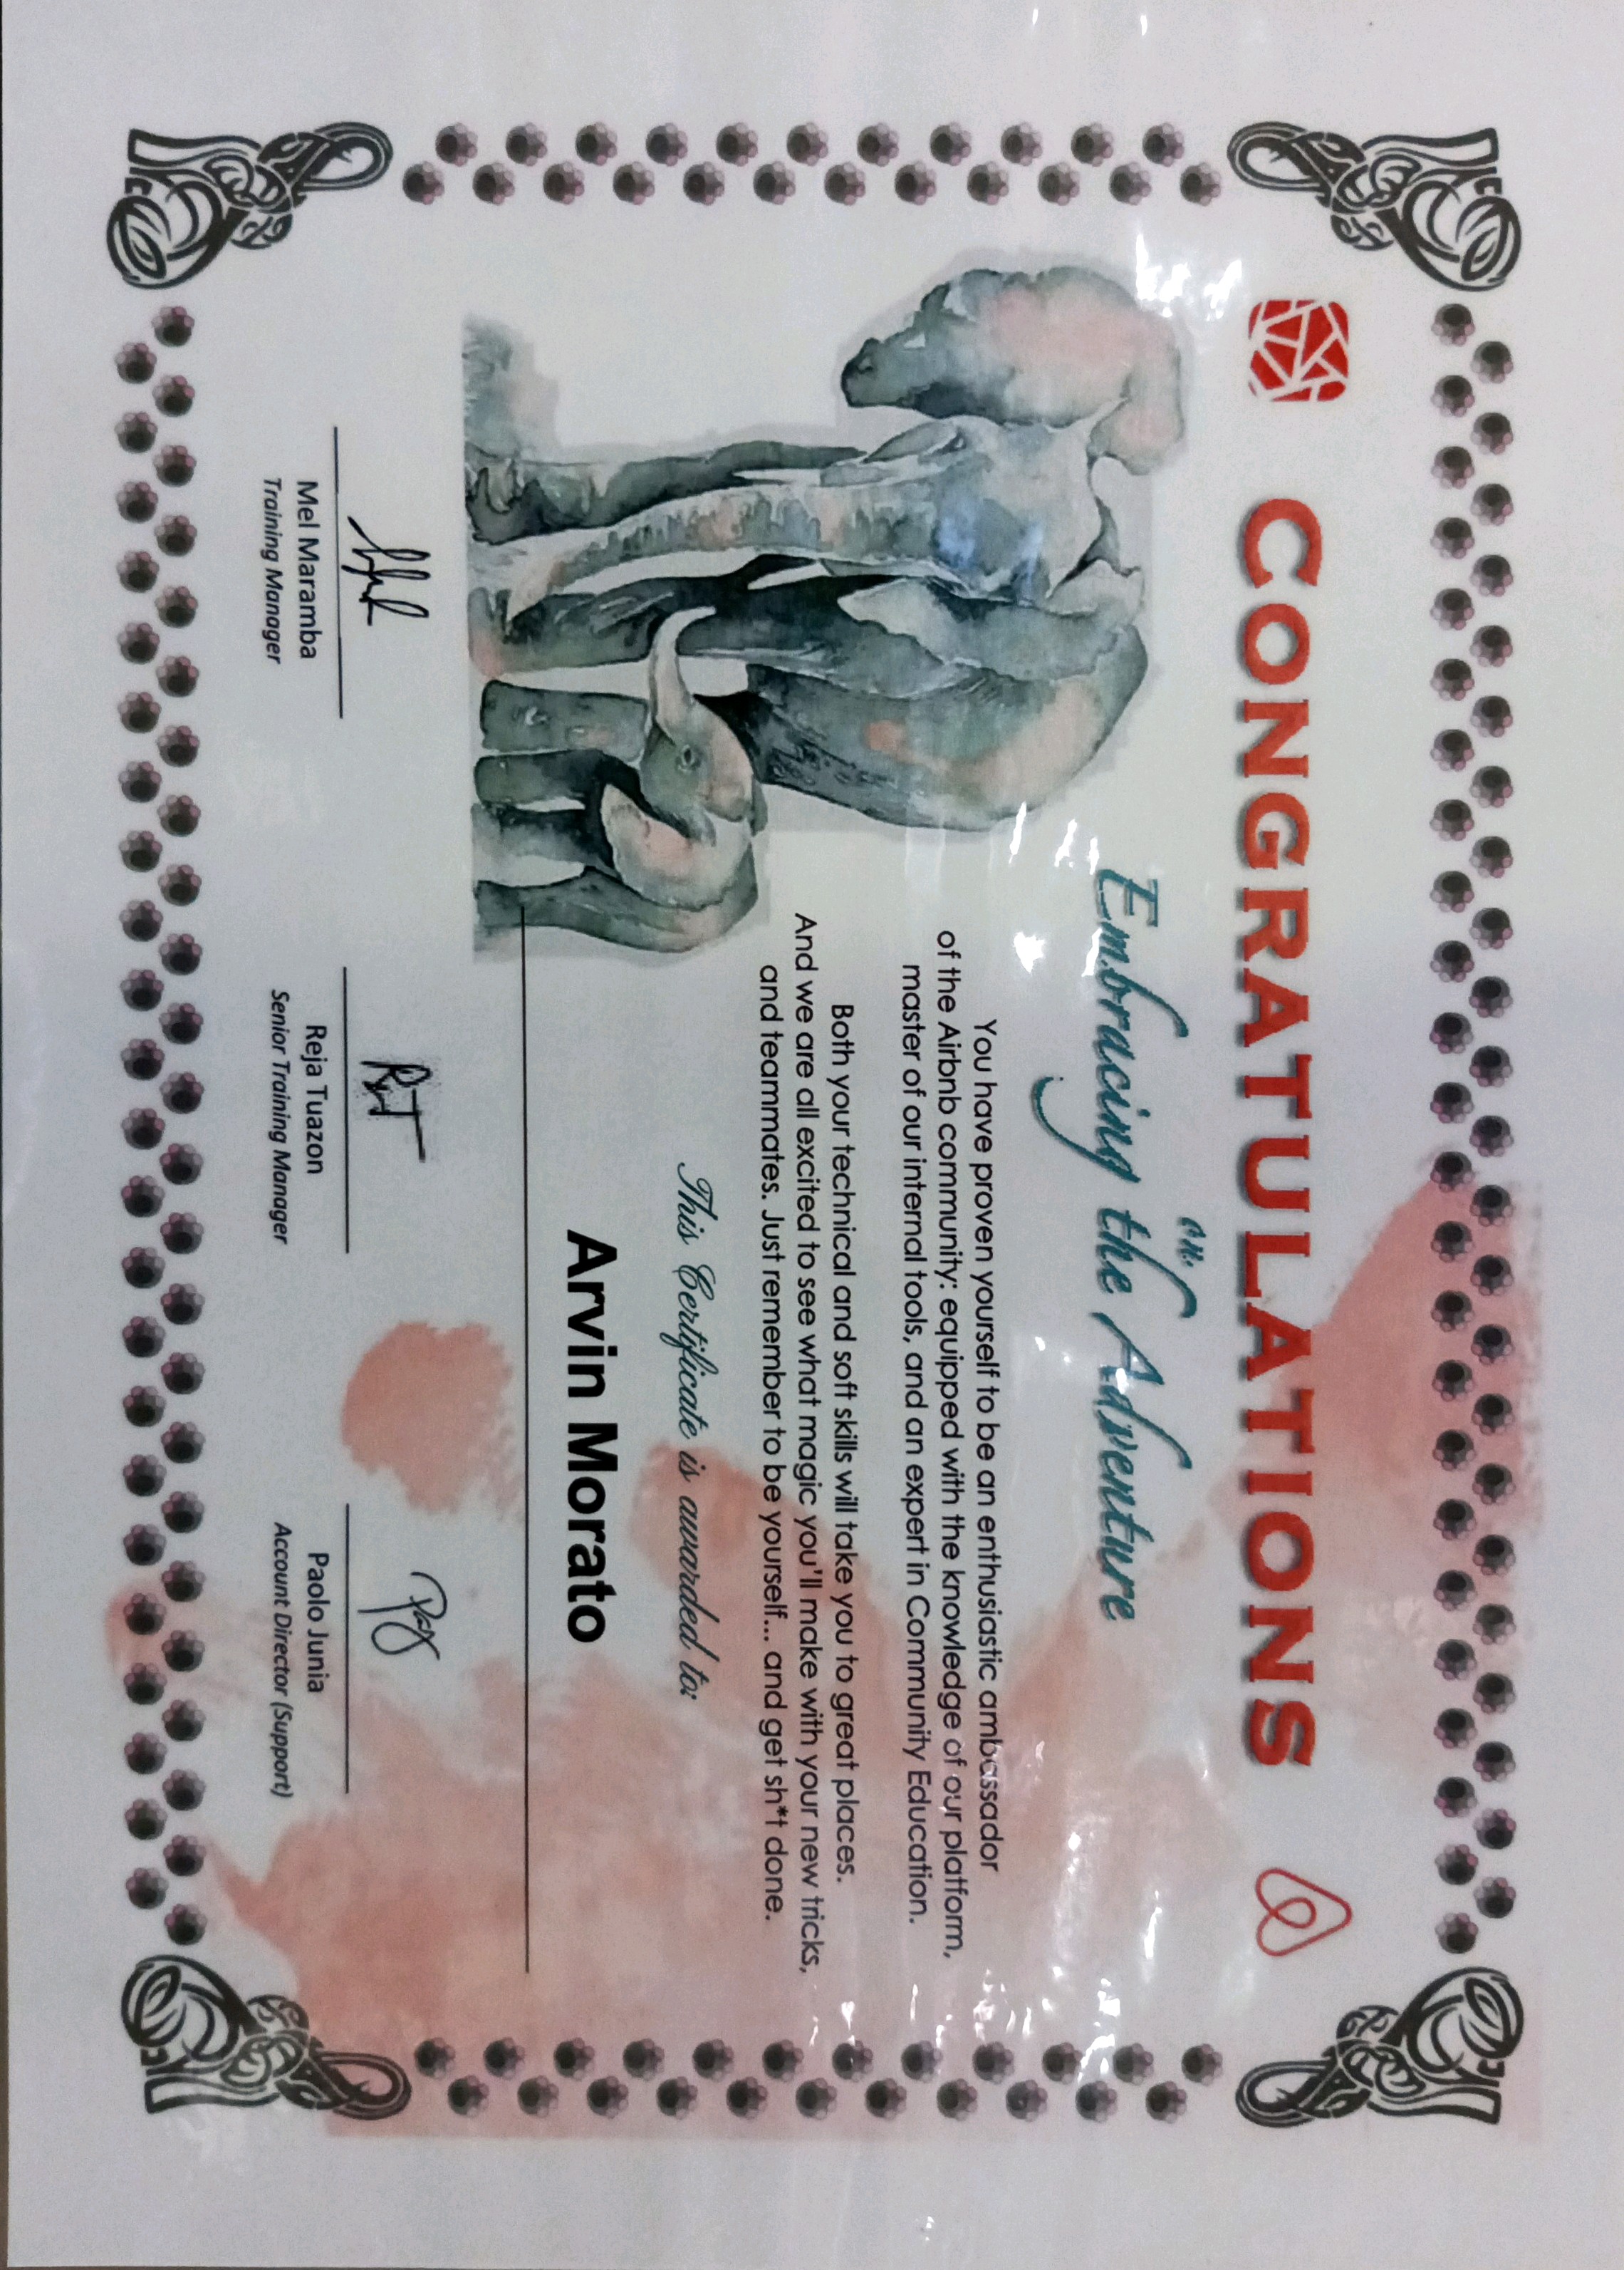 CONGRATULATIONS
on
Embracing the Adventure
You have proven yourself to be an enthusiastic ambassador
of the Airbnb community: equipped with the knowledge of our platform,
master of our internal tools, and an expert in Community Education.
Both your technical and soft skills will take you to great places.
And we are all excited to see what magic you'll make with your new tricks,
and teammates. Just remember to be yourself... and get sh*t done.
This Certificate is awarded to:
Arvin Morato
Mel Maramba
Training Manager
Reja Tuazon
Senior Training Manager
Paolo Junia
Account Director (Support)